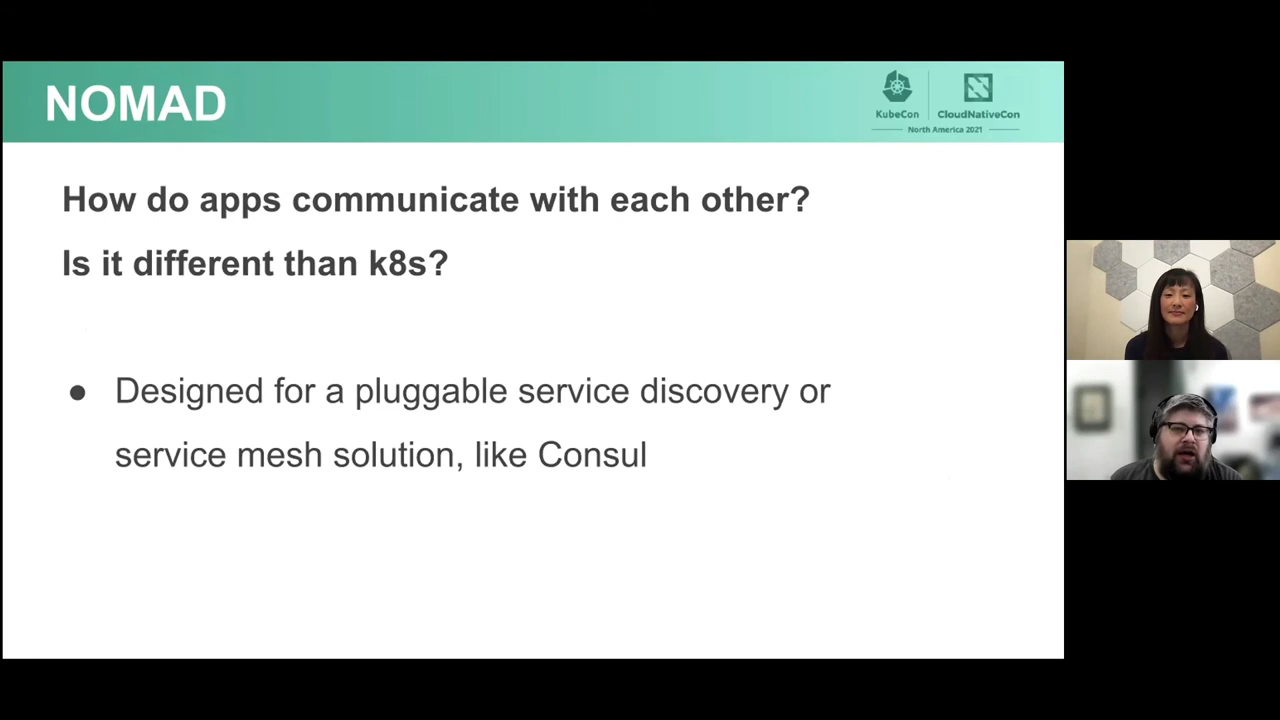 NOMAD
KubeCon
CloudNativeCon
North America 2021
How do apps communicate with each other?
Is it different than k8s?
● Designed for a pluggable service discovery or
service mesh solution, like Consul